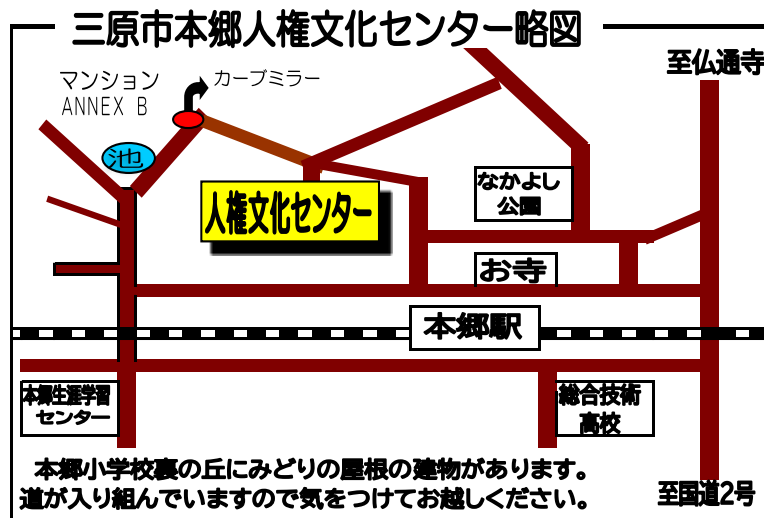 三原市本郷人権文化センター略図
至仏通寺
マンション
ANNEX B
カーブミラー
池
人権文化センター
なかよし
公園
お寺
本郷駅
本郷生涯学習
センター
総合技術
高校
本郷小学校裏の丘にみどりの屋根の建物があります。
道が入り組んでいますので気をつけてお越しください。
至国道2号